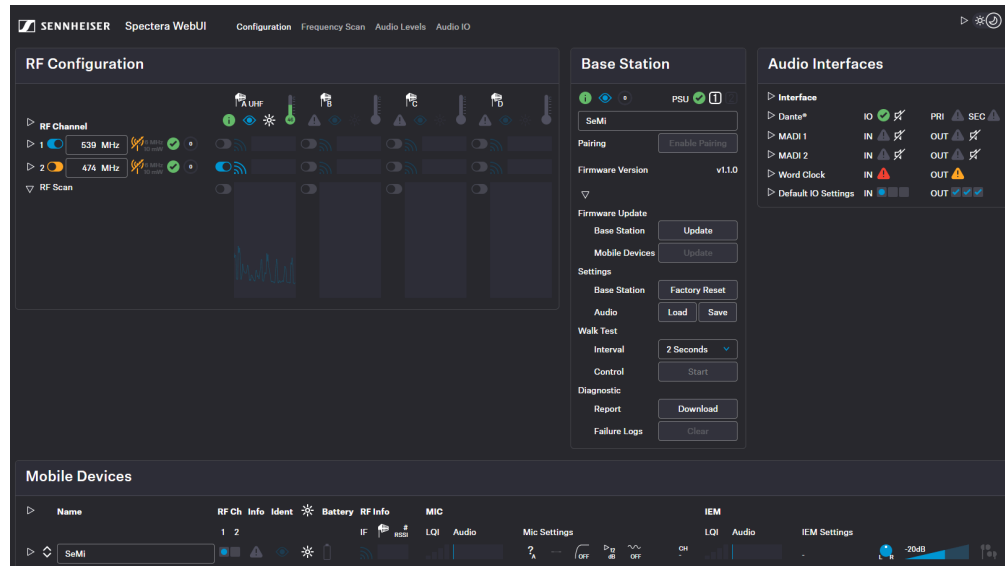 SENNHEISER Spectera WebUI Configuration Frequency Scan Audio Levels Audio IO
RF Configuration
A UHF B C D
RF Channel
1 539 MHz 0
2 474 MHz 0
RF Scan
Base Station
PSU 1
SeMi
Pairing Enable Pairing
Firmware Version v1.1.0
Firmware Update
Base Station Update
Mobile Devices Update
Settings
Base Station Factory Reset
Audio Load Save
Walk Test
Interval 2 Seconds
Control Start
Diagnostic
Report Download
Failure Logs Clear
Audio Interfaces
Interface
Dante® IO PRI SEC
MADI 1 IN OUT
MADI 2 IN OUT
Word Clock IN OUT
Default IO Settings IN OUT
Mobile Devices
Name RF Ch Info Ident Battery RF Info MIC IEM
1 2 IF # RSSI LQI Audio Mic Settings LQI Audio IEM Settings
SeMi ? A -- OFF 12 dB OFF CH - - L R -20dB